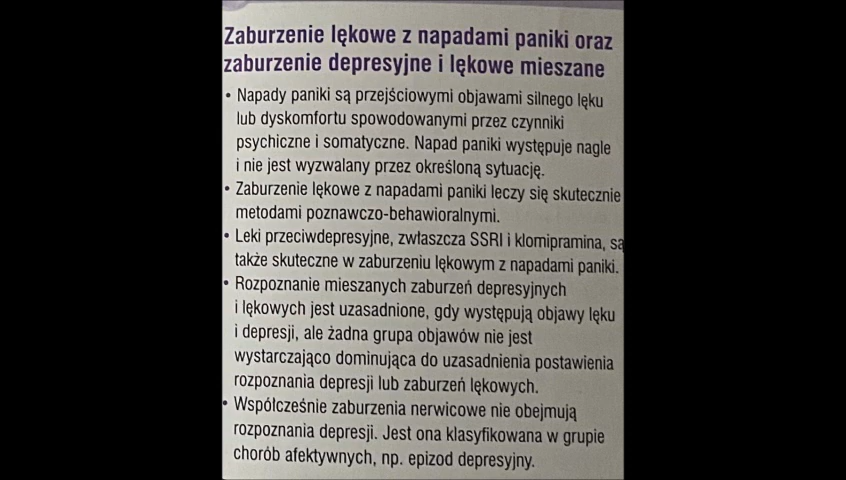 Zaburzenie lękowe z napadami paniki oraz
zaburzenie depresyjne i lękowe mieszane
• Napady paniki są przejściowymi objawami silnego lęku
lub dyskomfortu spowodowanymi przez czynniki
psychiczne i somatyczne. Napad paniki występuje nagle
i nie jest wyzwalany przez określoną sytuację.
• Zaburzenie lękowe z napadami paniki leczy się skutecznie
metodami poznawczo-behawioralnymi.
• Leki przeciwdepresyjne, zwłaszcza SSRI i klomipramina, są
także skuteczne w zaburzeniu lękowym z napadami paniki.
• Rozpoznanie mieszanych zaburzeń depresyjnych
i lękowych jest uzasadnione, gdy występują objawy lęku
i depresji, ale żadna grupa objawów nie jest
wystarczająco dominująca do uzasadnienia postawienia
rozpoznania depresji lub zaburzeń lękowych.
• Współcześnie zaburzenia nerwicowe nie obejmują
rozpoznania depresji. Jest ona klasyfikowana w grupie
chorób afektywnych, np. epizod depresyjny.